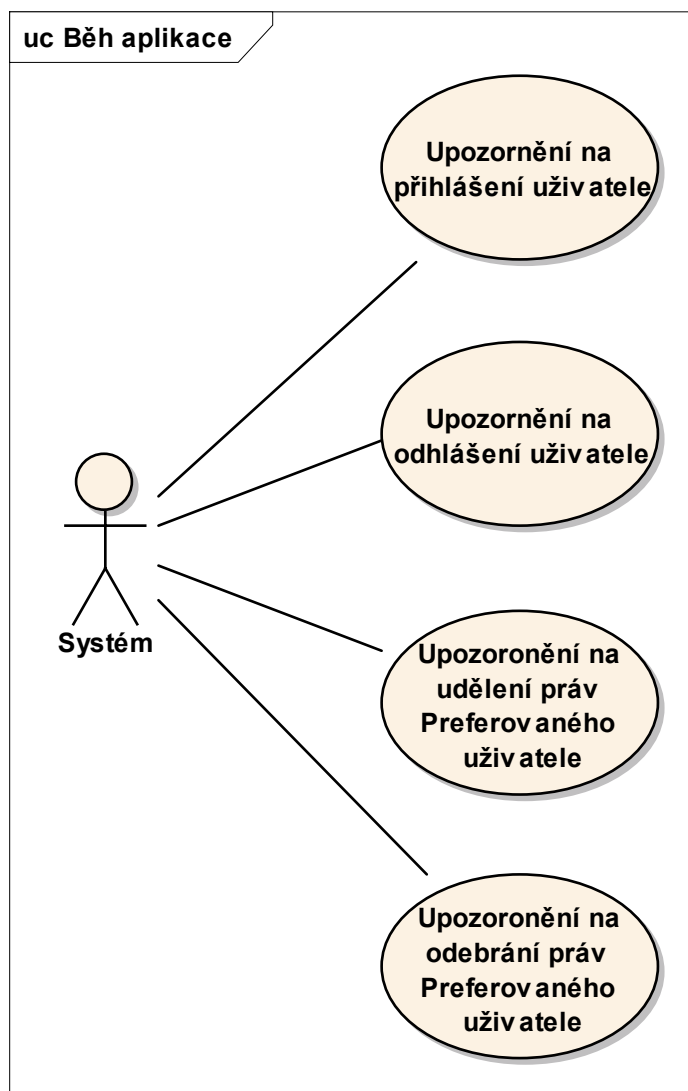 uc Běh aplikace
Upozornění na
přihlášení uživatele
Upozornění na
odhlášení uživatele
Systém
Upozoronění na
udělení práv
Preferovaného
uživatele
Upozoronění na
odebrání práv
Preferovaného
uživatele